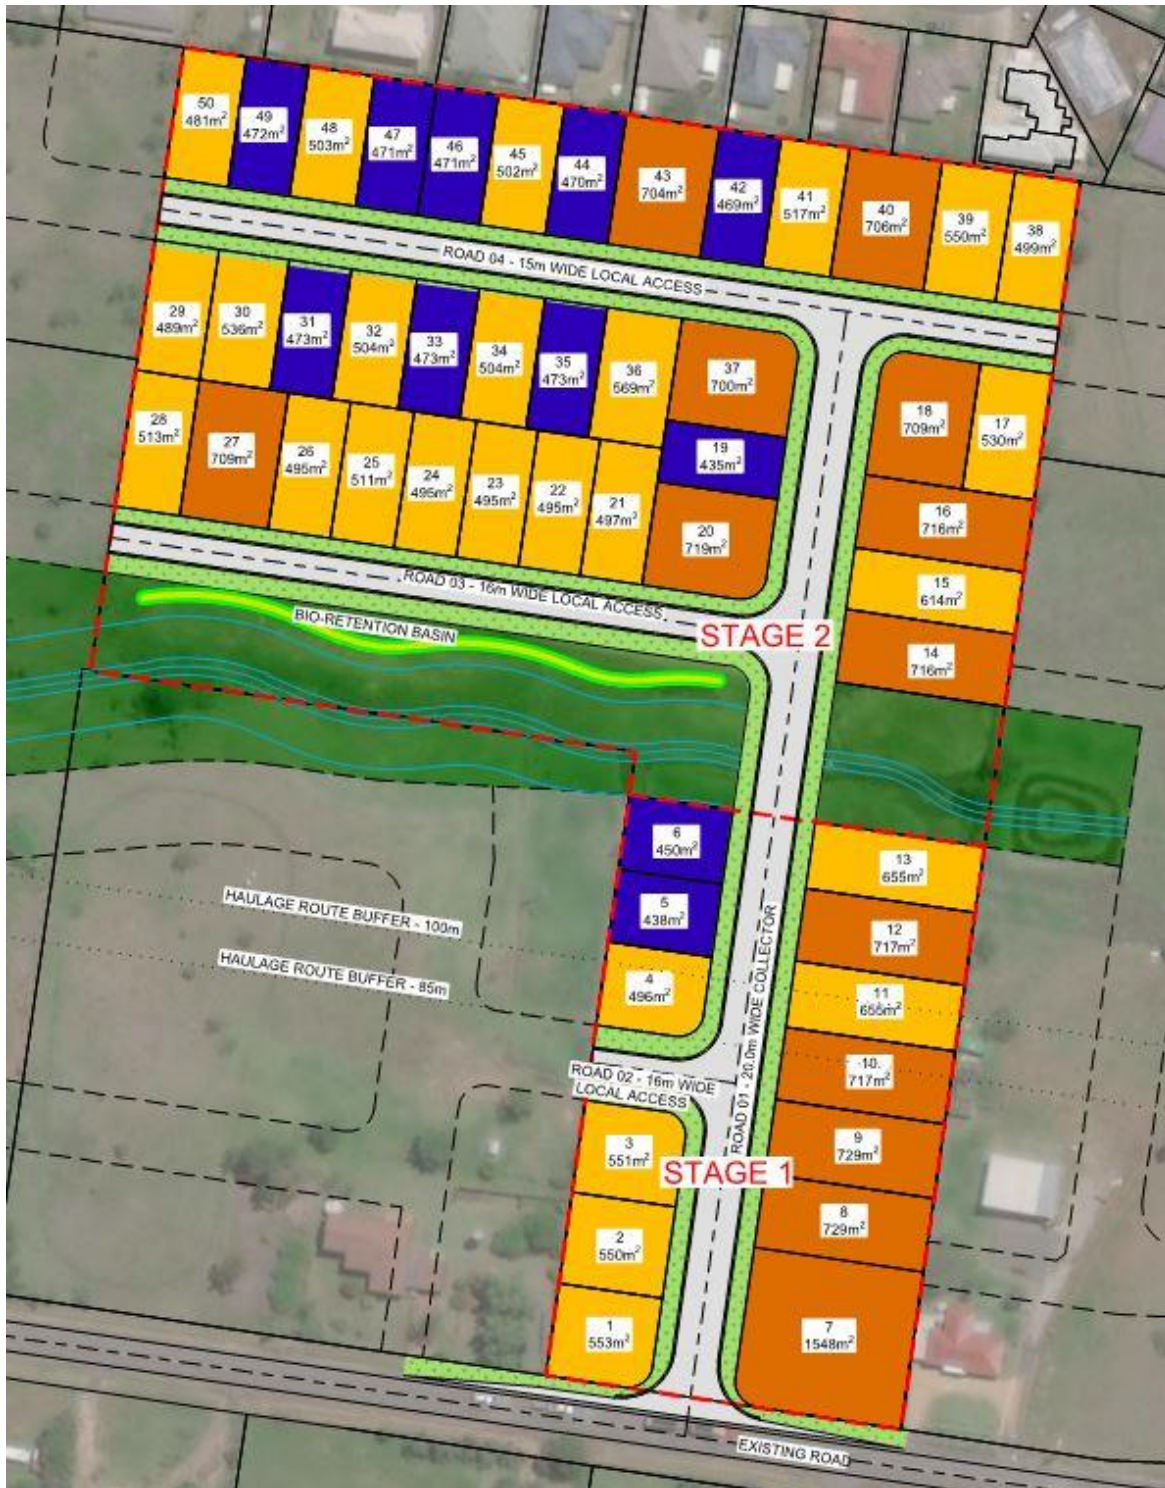 50
481m²
49
472m²
48
503m²
47
471m²
46
471m²
45
502m²
44
470m²
43
704m²
42
469m²
41
517m²
40
706m²
39
550m²
38
499m²
ROAD 04 - 15m WIDE LOCAL ACCESS
29
489m²
30
536m²
31
473m²
32
504m²
33
473m²
34
504m²
35
473m²
36
569m²
37
700m²
18
709m²
17
530m²
28
513m²
27
709m²
26
495m²
25
511m²
24
495m²
23
495m²
22
495m²
21
497m²
19
435m²
20
719m²
16
716m²
15
614m²
14
716m²
ROAD 03 - 16m WIDE LOCAL ACCESS
BIO-RETENTION BASIN
STAGE 2
6
450m²
5
438m²
4
496m²
13
655m²
12
717m²
11
655m²
10
717m²
9
729m²
8
729m²
7
1548m²
HAULAGE ROUTE BUFFER - 100m
HAULAGE ROUTE BUFFER - 85m
ROAD 01 - 20.0m WIDE COLLECTOR
ROAD 02 - 16m WIDE
LOCAL ACCESS
3
551m²
STAGE 1
2
550m²
1
553m²
EXISTING ROAD